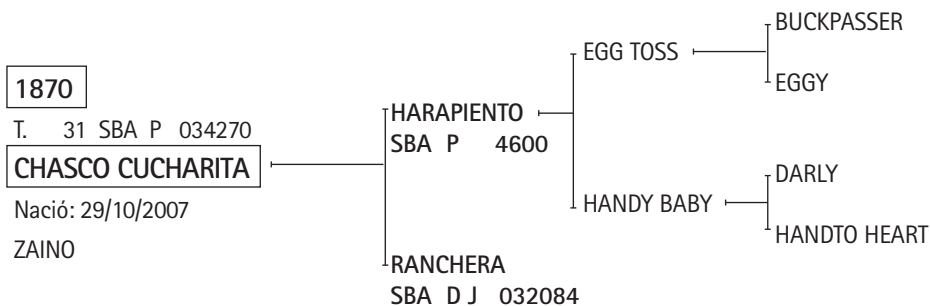 1870
T. 31 SBA P 034270
CHASCO CUCHARITA
Nació: 29/10/2007
ZAINO
HARAPIENTO
SBA P 4600
RANCHERA
SBA D J 032084
EGG TOSS
HANDY BABY
BUCKPASSER
EGGY
DARLY
HANDTO HEART